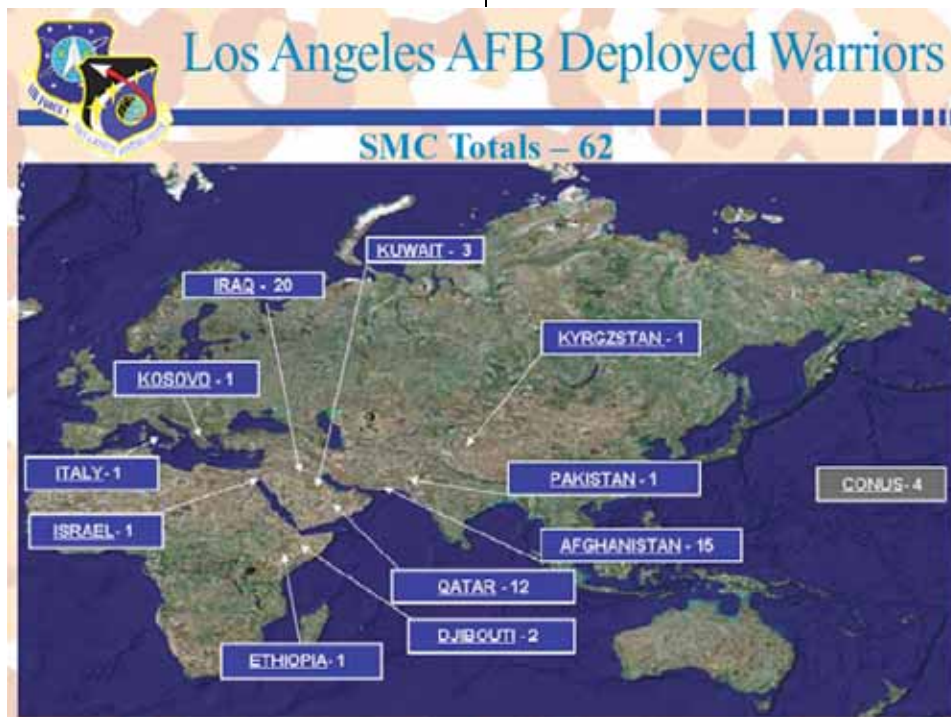 Los Angeles AFB Deployed Warriors
SMC Totals – 62
KUWAIT - 3
IRAQ - 20
KYRGZSTAN - 1
KOSOVO - 1
ITALY- 1
PAKISTAN - 1
CONUS- 4
ISRAEL - 1
AFGHANISTAN - 15
QATAR - 12
DJIBOUTI - 2
ETHIOPIA- 1